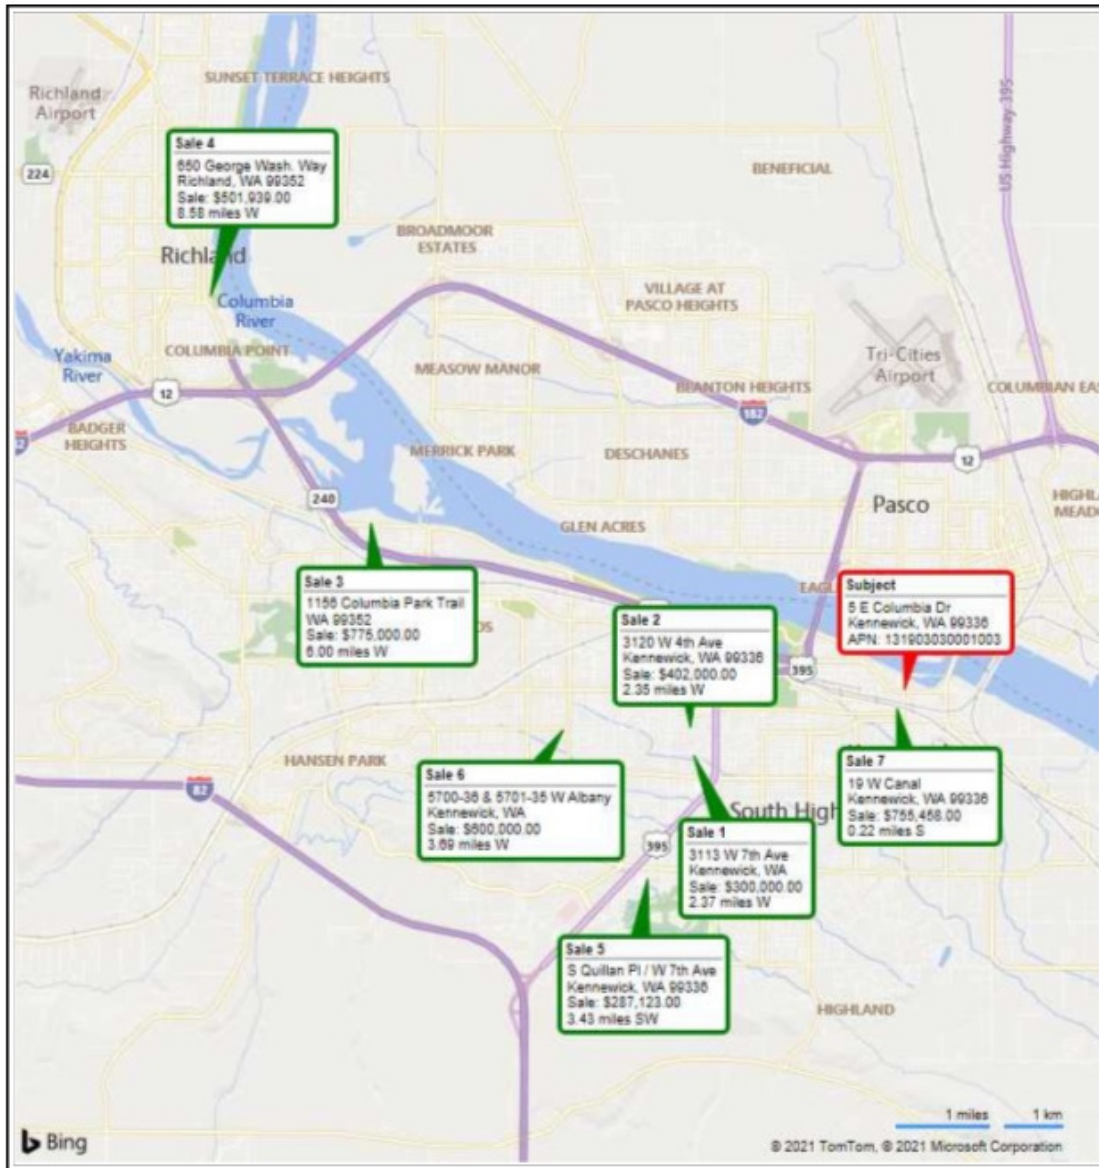 SUNSET TERRACE HEIGHTS
Richland
Airport
US Highway 395
224
Sale 4
650 George Wash. Way
Richland, WA 99352
Sale: $501,939.00
8.58 miles W
BENEFICIAL
BROADMOOR
ESTATES
Richland
Columbia
River
VILLAGE AT
PASCO HEIGHTS
Yakima
River
COLUMBIA POINT
MEASOW MANOR
Tri-Cities
Airport
12
BLANTON HEIGHTS
COLUMBIAN EAS
182
BADGER
HEIGHTS
MERRICK PARK
DESCHANES
12
240
Pasco
HIGHLA
MEADO
GLEN ACRES
Sale 3
1156 Columbia Park Trail
WA 99352
Sale: $775,000.00
6.00 miles W
EAGL
Subject
5 E Columbia Dr
Kennewick, WA 99336
APN: 131903030001003
Sale 2
3120 W 4th Ave
Kennewick, WA 99336
Sale: $402,000.00
2.35 miles W
395
HANSEN PARK
82
Sale 6
5700-36 & 5701-35 W Albany
Kennewick, WA
Sale: $600,000.00
3.69 miles W
Sale 7
19 W Canal
Kennewick, WA 99336
Sale: $755,458.00
0.22 miles S
South High
Sale 1
3113 W 7th Ave
Kennewick, WA
Sale: $300,000.00
2.37 miles W
395
Sale 5
S Quillan Pl / W 7th Ave
Kennewick, WA 99336
Sale: $287,123.00
3.43 miles SW
HIGHLAND
1 miles
1 km
Bing
© 2021 TomTom, © 2021 Microsoft Corporation